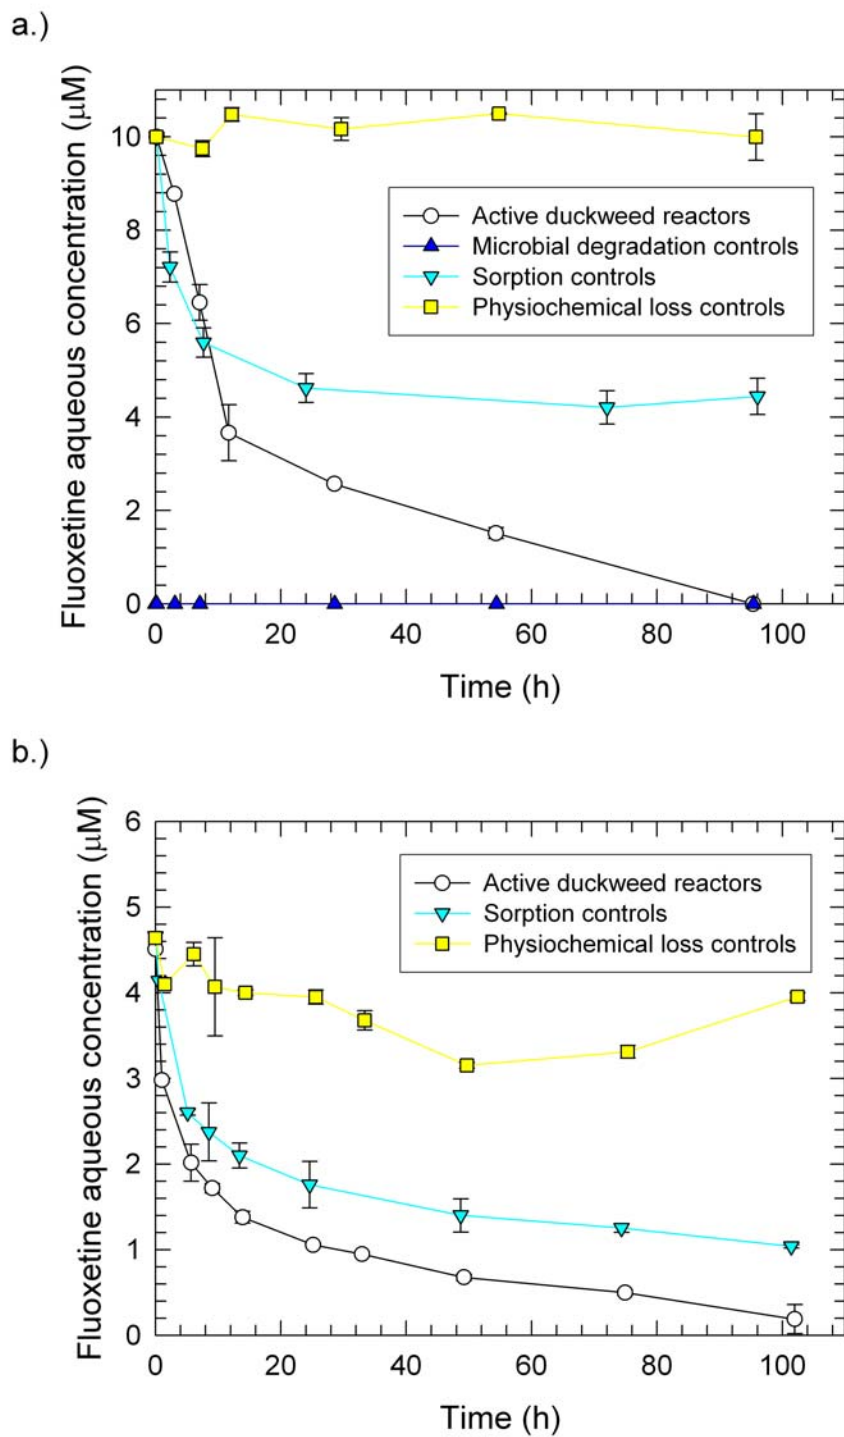 a.)
Fluoxetine aqueous concentration (μM)
10
8
6
4
2
0
Active duckweed reactors
Microbial degradation controls
Sorption controls
Physiochemical loss controls
0 20 40 60 80 100
Time (h)
b.)
Fluoxetine aqueous concentration (μM)
6
5
4
3
2
1
0
Active duckweed reactors
Sorption controls
Physiochemical loss controls
0 20 40 60 80 100
Time (h)